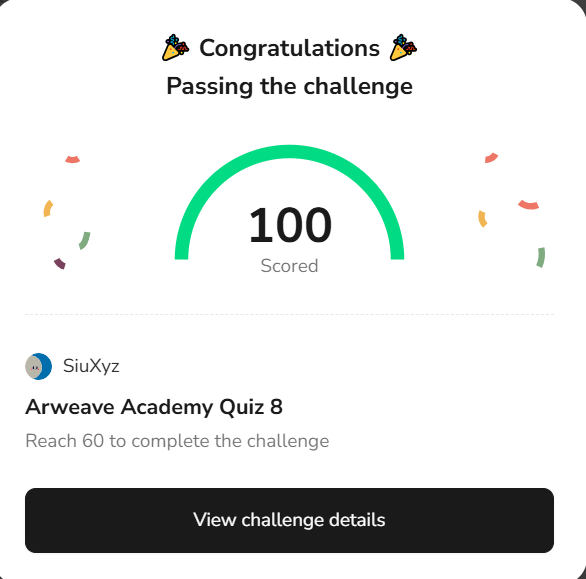 🎉 Congratulations 🎉
Passing the challenge
100
Scored
SiuXyz
Arweave Academy Quiz 8
Reach 60 to complete the challenge
View challenge details